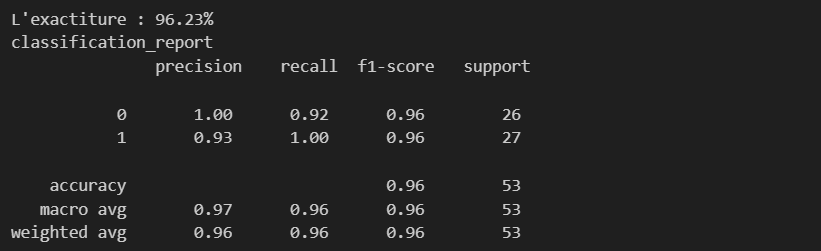 L'exactiture : 96.23%
classification_report
precision recall f1-score support
0 1.00 0.92 0.96 26
1 0.93 1.00 0.96 27
accuracy 0.96 53
macro avg 0.97 0.96 0.96 53
weighted avg 0.96 0.96 0.96 53